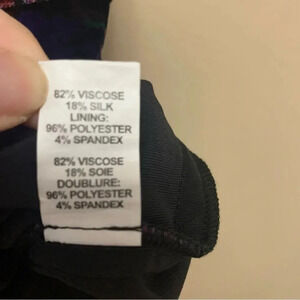 82% VISCOSE
18% SILK
LINING:
96% POLYESTER
4% SPANDEX
82% VISCOSE
18% SOIE
DOUBLURE:
96% POLYESTER
4% SPANDEX